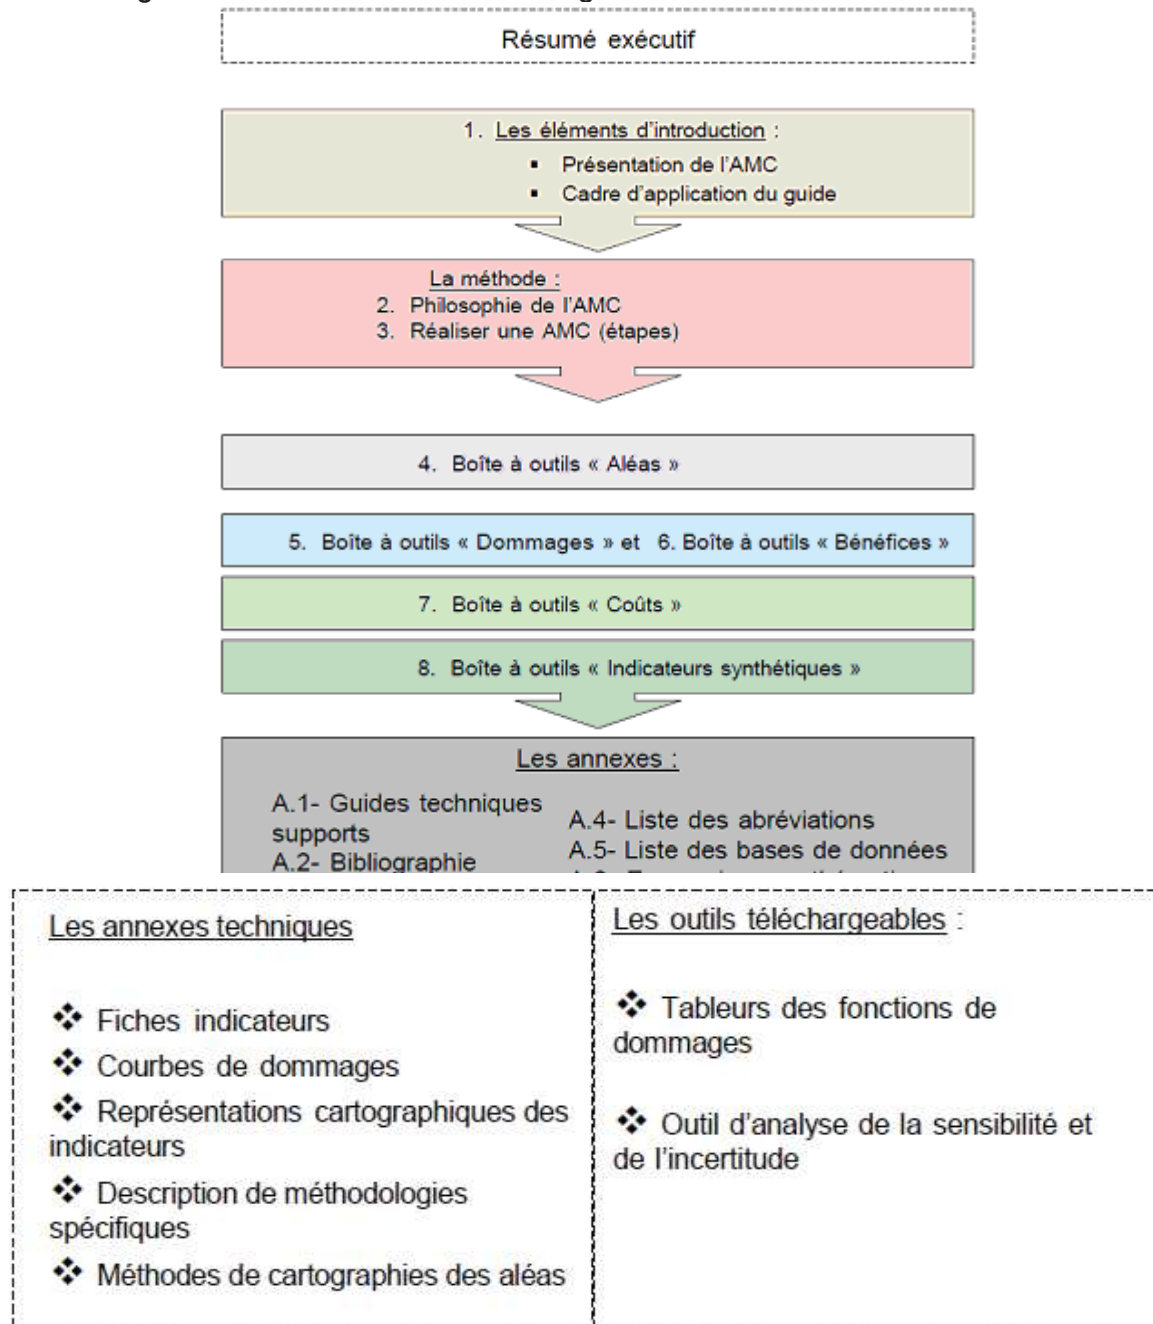 Résumé exécutif
1. Les éléments d'introduction :
▪ Présentation de l'AMC
▪ Cadre d'application du guide
La méthode :
2. Philosophie de l'AMC
3. Réaliser une AMC (étapes)
4. Boîte à outils « Aléas »
5. Boîte à outils « Dommages » et 6. Boîte à outils « Bénéfices »
7. Boîte à outils « Coûts »
8. Boîte à outils « Indicateurs synthétiques »
Les annexes :
A.1- Guides techniques
supports
A.2- Bibliographie
A.4- Liste des abréviations
A.5- Liste des bases de données
Les annexes techniques
❖ Fiches indicateurs
❖ Courbes de dommages
❖ Représentations cartographiques des
indicateurs
❖ Description de méthodologies
spécifiques
❖ Méthodes de cartographies des aléas
Les outils téléchargeables :
❖ Tableurs des fonctions de
dommages
❖ Outil d'analyse de la sensibilité et
de l'incertitude